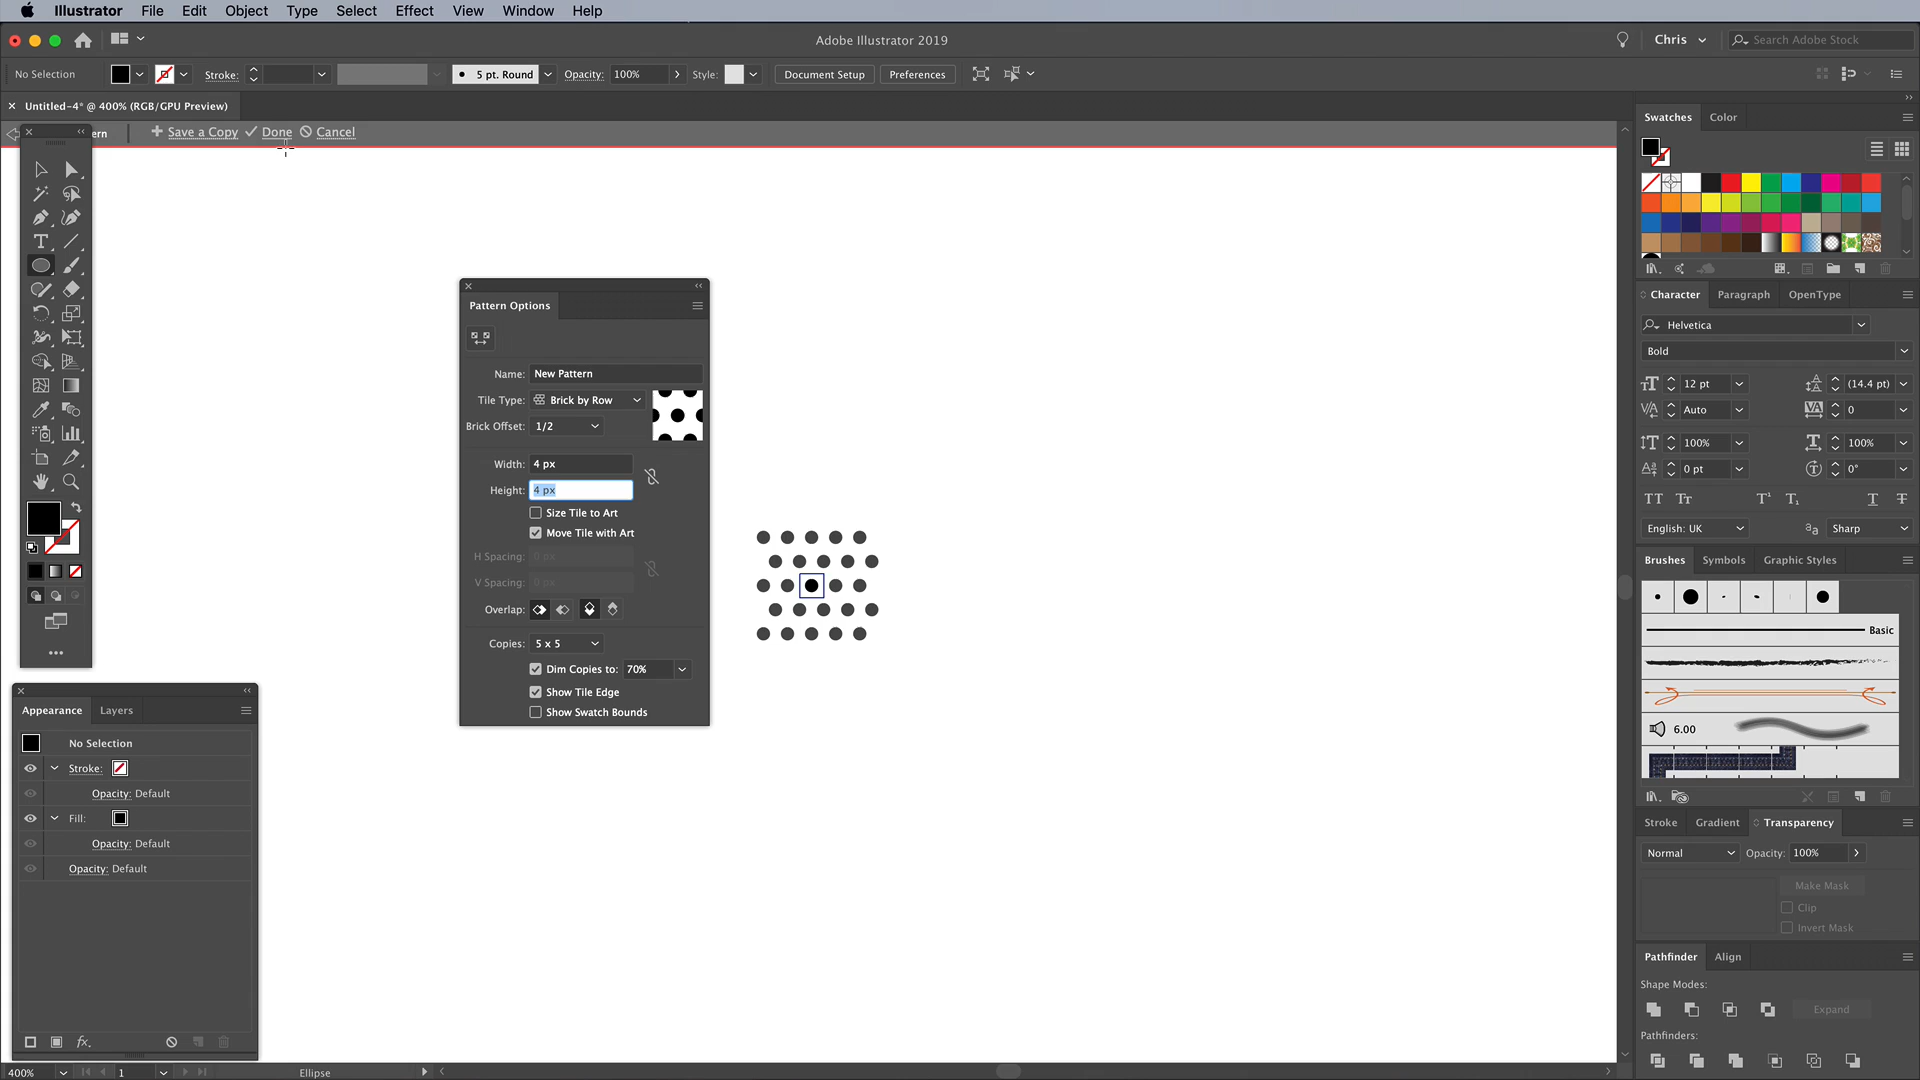 Illustrator File Edit Object Type Select Effect View Window Help
Adobe Illustrator 2019
Chris
Search Adobe Stock
No Selection
Stroke:
5 pt. Round
Opacity: 100%
Style:
Document Setup
Preferences
Untitled-4* @ 400% (RGB/GPU Preview)
ern
Save a Copy
Done
Cancel
Pattern Options
Name: New Pattern
Tile Type: Brick by Row
Brick Offset: 1/2
Width: 4 px
Height: 4 px
Size Tile to Art
Move Tile with Art
H Spacing: 0 px
V Spacing: 0 px
Overlap:
Copies: 5 x 5
Dim Copies to: 70%
Show Tile Edge
Show Swatch Bounds
Appearance Layers
No Selection
Stroke:
Opacity: Default
Fill:
Opacity: Default
Opacity: Default
fx
400%
1
Ellipse
Swatches Color
Character Paragraph OpenType
Helvetica
Bold
12 pt
(14.4 pt)
Auto
0
100%
100%
0 pt
0°
English: UK
Sharp
Brushes Symbols Graphic Styles
Basic
6.00
Stroke Gradient Transparency
Normal
Opacity: 100%
Make Mask
Clip
Invert Mask
Pathfinder Align
Shape Modes:
Expand
Pathfinders: